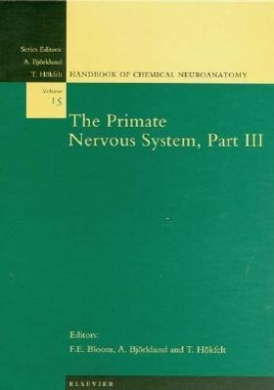 Series Editors:
A. Björklund
T. Hökfelt
HANDBOOK OF CHEMICAL NEUROANATOMY
Volume
15
The Primate
Nervous System, Part III
Editors:
F.E. Bloom, A. Björklund and T. Hökfelt
ELSEVIER